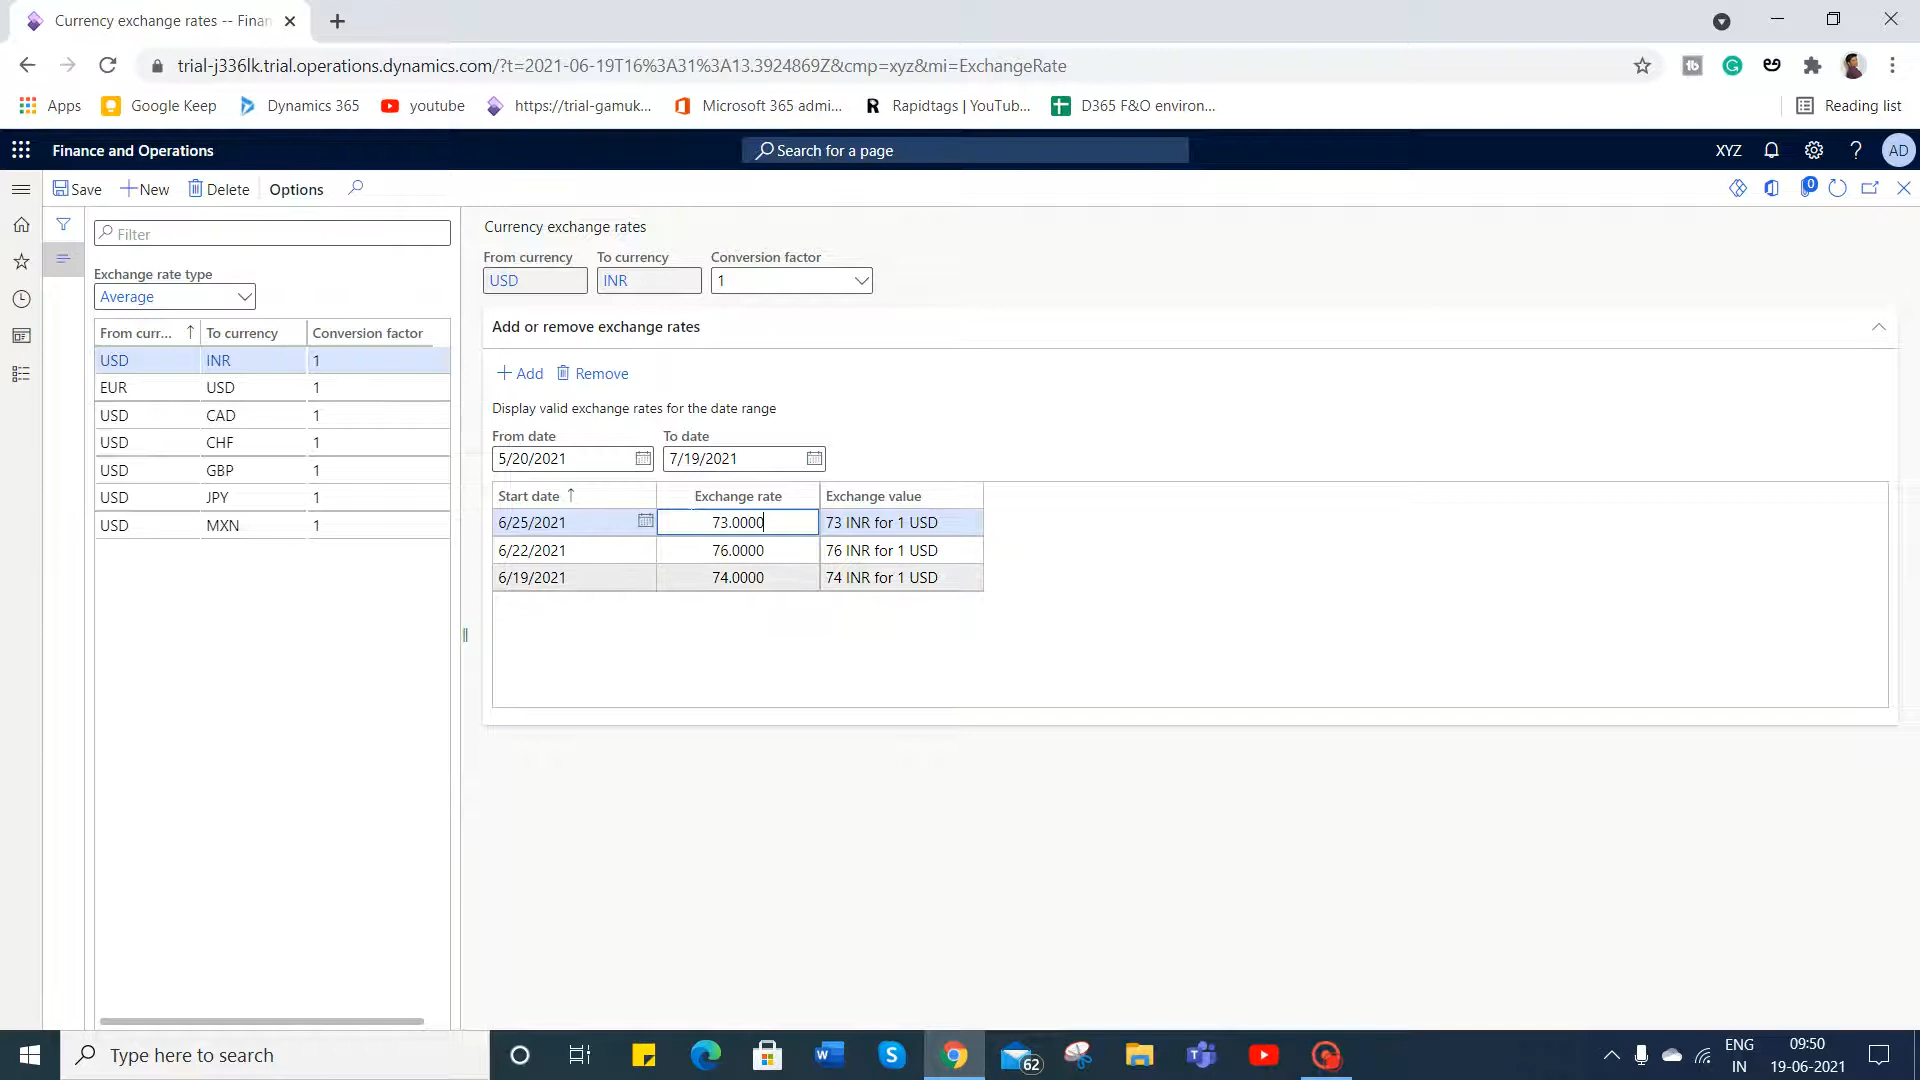 Currency exchange rates -- Finan
trial-j336lk.trial.operations.dynamics.com/?t=2021-06-19T16%3A31%3A13.3924869Z&cmp=xyz&mi=ExchangeRate
Apps Google Keep Dynamics 365 youtube https://trial-gamuk... Microsoft 365 admi... R Rapidtags | YouTub... D365 F&O environ... Reading list
Finance and Operations Search for a page XYZ ? AD
Save New Delete Options 0
Filter
Exchange rate type
Average
From curr... To currency Conversion factor
USD INR 1
EUR USD 1
USD CAD 1
USD CHF 1
USD GBP 1
USD JPY 1
USD MXN 1
Currency exchange rates
From currency To currency Conversion factor
USD INR 1
Add or remove exchange rates
Add Remove
Display valid exchange rates for the date range
From date To date
5/20/2021 7/19/2021
Start date Exchange rate Exchange value
6/25/2021 73.0000 73 INR for 1 USD
6/22/2021 76.0000 76 INR for 1 USD
6/19/2021 74.0000 74 INR for 1 USD
Type here to search
62
ENG
IN
09:50
19-06-2021